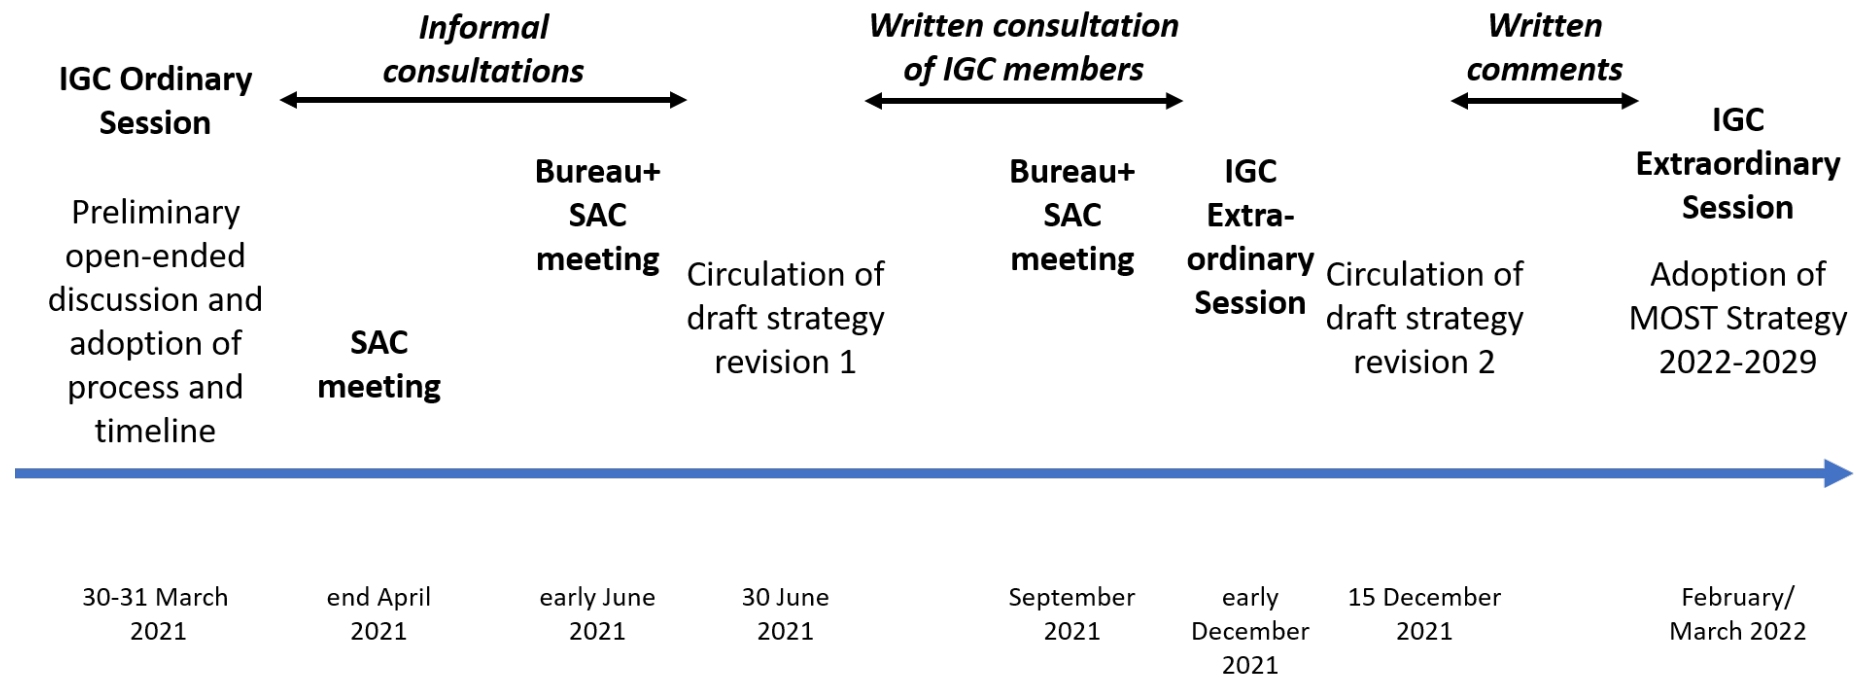 Informal
consultations
Written consultation
of IGC members
Written
comments
IGC Ordinary
Session
Preliminary
open-ended
discussion and
adoption of
process and
timeline
SAC
meeting
Bureau+
SAC
meeting
Circulation of
draft strategy
revision 1
Bureau+
SAC
meeting
IGC
Extra-
ordinary
Session
Circulation of
draft strategy
revision 2
IGC
Extraordinary
Session
Adoption of
MOST Strategy
2022-2029
30-31 March
2021
end April
2021
early June
2021
30 June
2021
September
2021
early
December
2021
15 December
2021
February/
March 2022